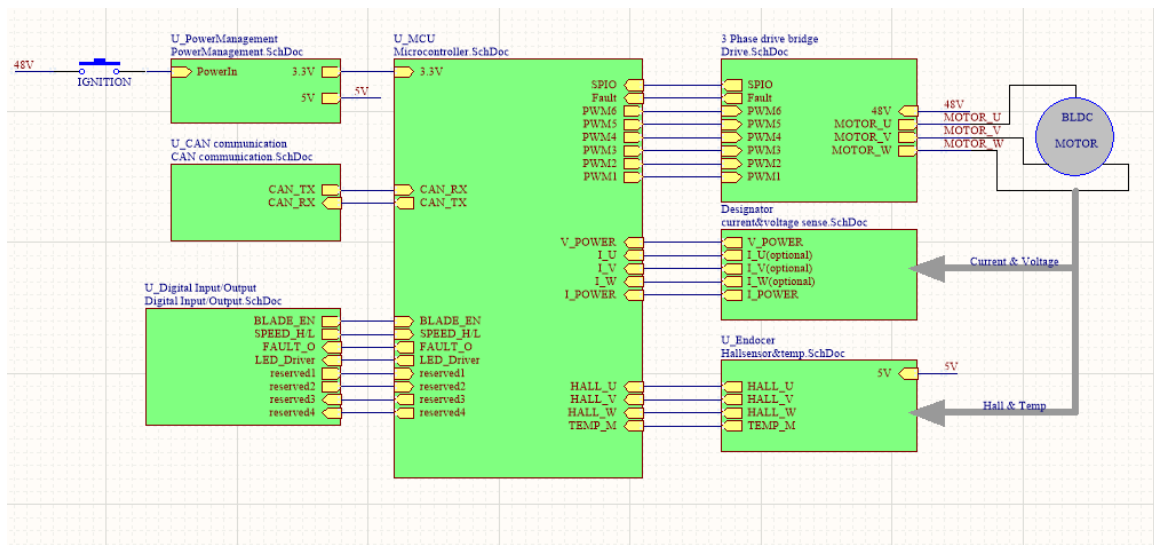 48V
IGNITION
U_PowerManagement
PowerManagement.SchDoc
PowerIn
3.3V
5V
5V
U_CAN communication
CAN communication.SchDoc
CAN_TX
CAN_RX
U_Digital Input/Output
Digital Input/Output.SchDoc
BLADE_EN
SPEED_H/L
FAULT_O
LED_Driver
reserved1
reserved2
reserved3
reserved4
U_MCU
Microcontroller.SchDoc
3.3V
CAN_RX
CAN_TX
BLADE_EN
SPEED_H/L
FAULT_O
LED_Driver
reserved1
reserved2
reserved3
reserved4
SPIO
Fault
PWM6
PWM5
PWM4
PWM3
PWM2
PWM1
V_POWER
I_U
I_V
I_W
I_POWER
HALL_U
HALL_V
HALL_W
TEMP_M
3 Phase drive bridge
Drive.SchDoc
SPIO
Fault
PWM6
PWM5
PWM4
PWM3
PWM2
PWM1
48V
MOTOR_U
MOTOR_V
MOTOR_W
48V
MOTOR_U
MOTOR_V
MOTOR_W
BLDC
MOTOR
Designator
current&voltage sense.SchDoc
V_POWER
I_U(optional)
I_V(optional)
I_W(optional)
I_POWER
Current & Voltage
U_Endocer
Hallsensor&temp.SchDoc
5V
5V
HALL_U
HALL_V
HALL_W
TEMP_M
Hall & Temp